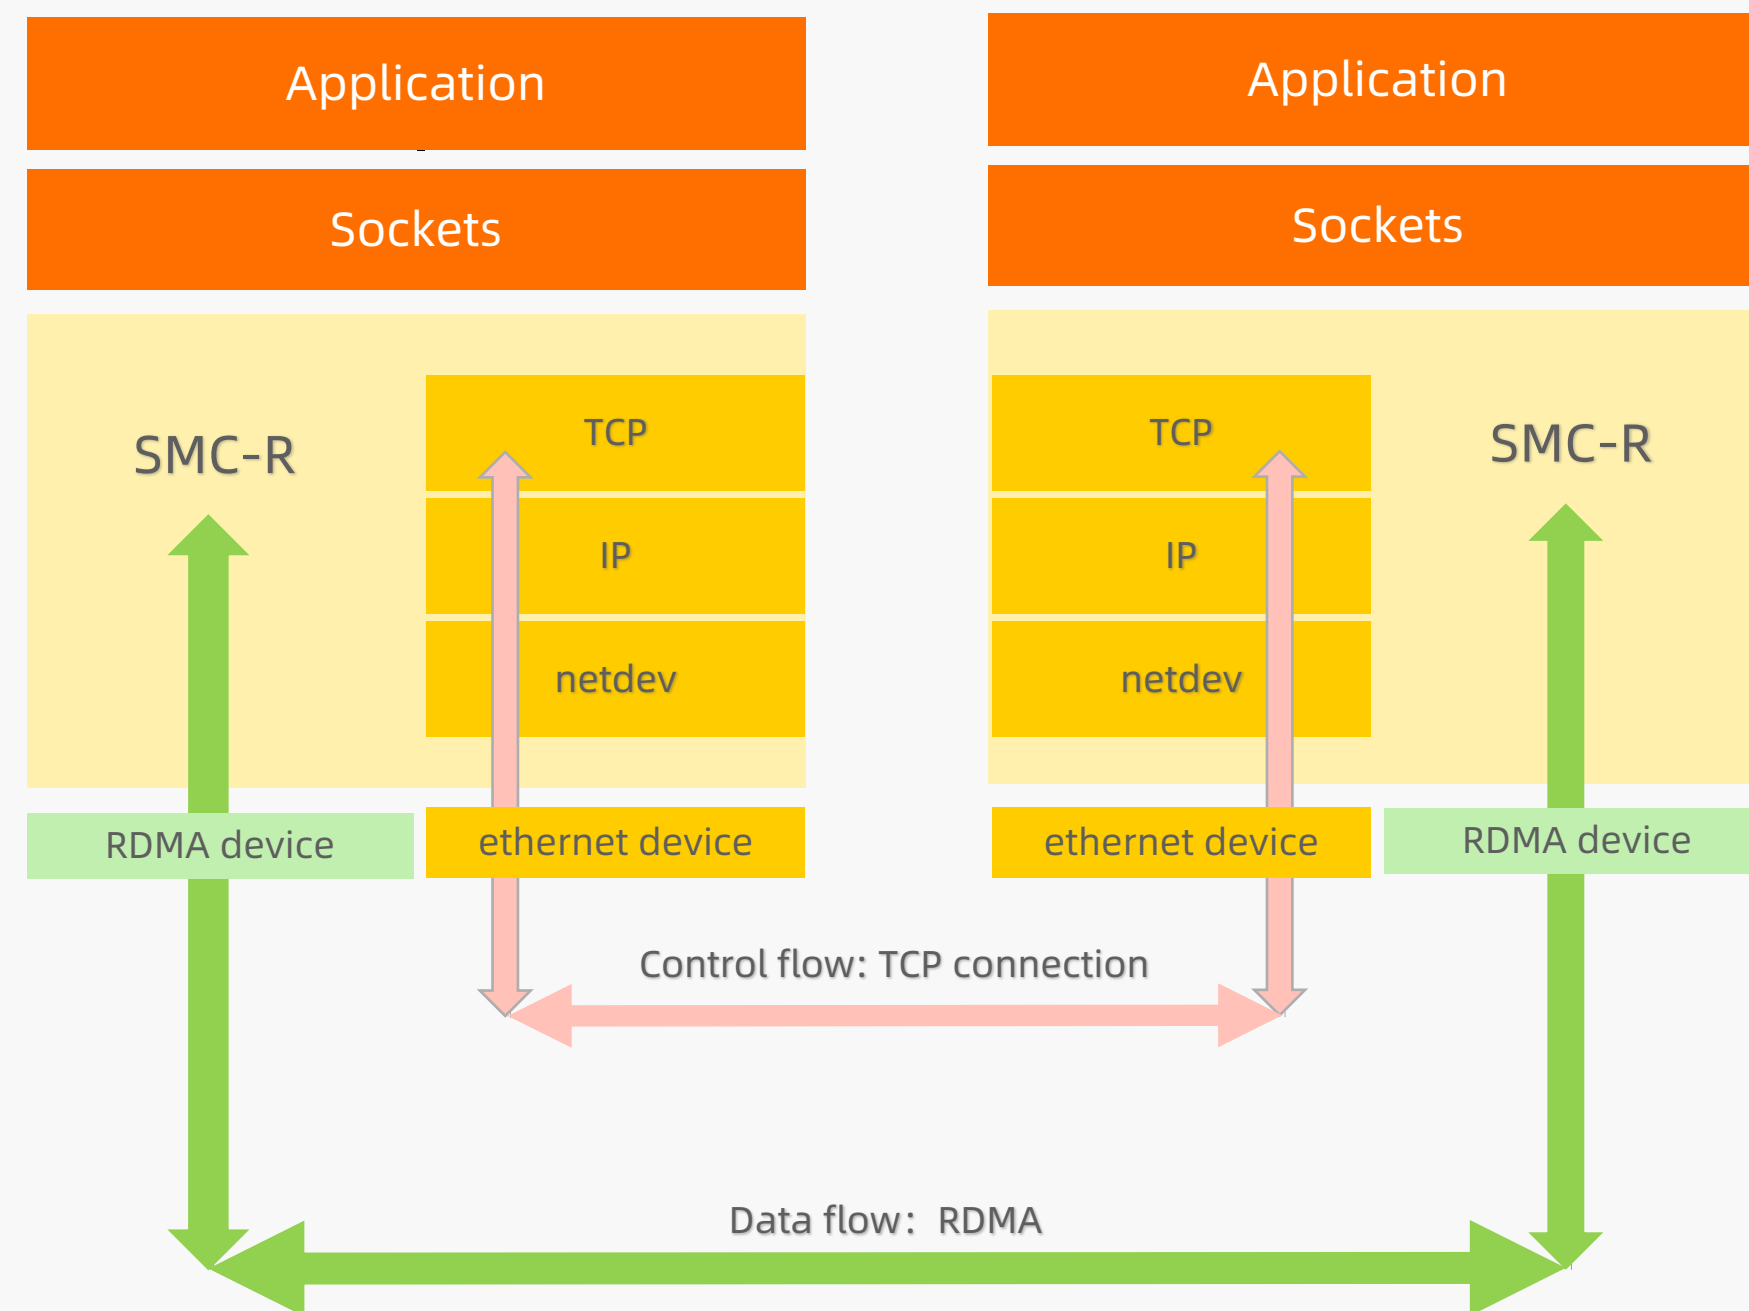 Application
Sockets
SMC-R
TCP
IP
netdev
RDMA device
ethernet device
Application
Sockets
TCP
IP
netdev
SMC-R
ethernet device
RDMA device
Control flow: TCP connection
Data flow：RDMA